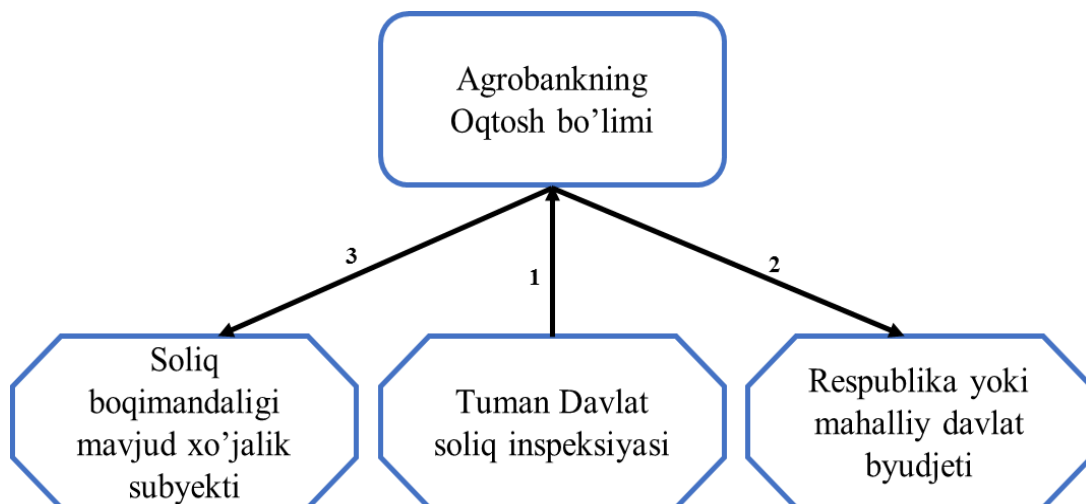 Agrobankning
Oqtosh bo’limi
3
1
2
Soliq
boqimandaligi
mavjud xo’jalik
subyekti
Tuman Davlat
soliq inspeksiyasi
Respublika yoki
mahalliy davlat
byudjeti